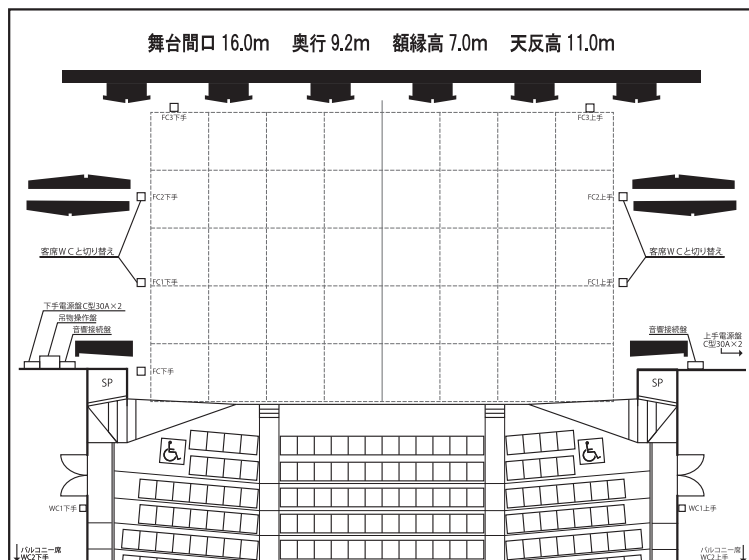 舞台間口 16.0m 奥行 9.2m 額縁高 7.0m 天反高 11.0m
FC3下手
FC3上手
FC2下手
FC2上手
客席WCと切り替え
客席WCと切り替え
FC1下手
FC1上手
下手電源盤C型30A×2
吊物操作盤
音響接続盤
音響接続盤
上手電源盤
C型30A×2
FC下手
SP
SP
WC1下手
WC1上手
バルコニー席
WC2下手
バルコニー席
WC2上手